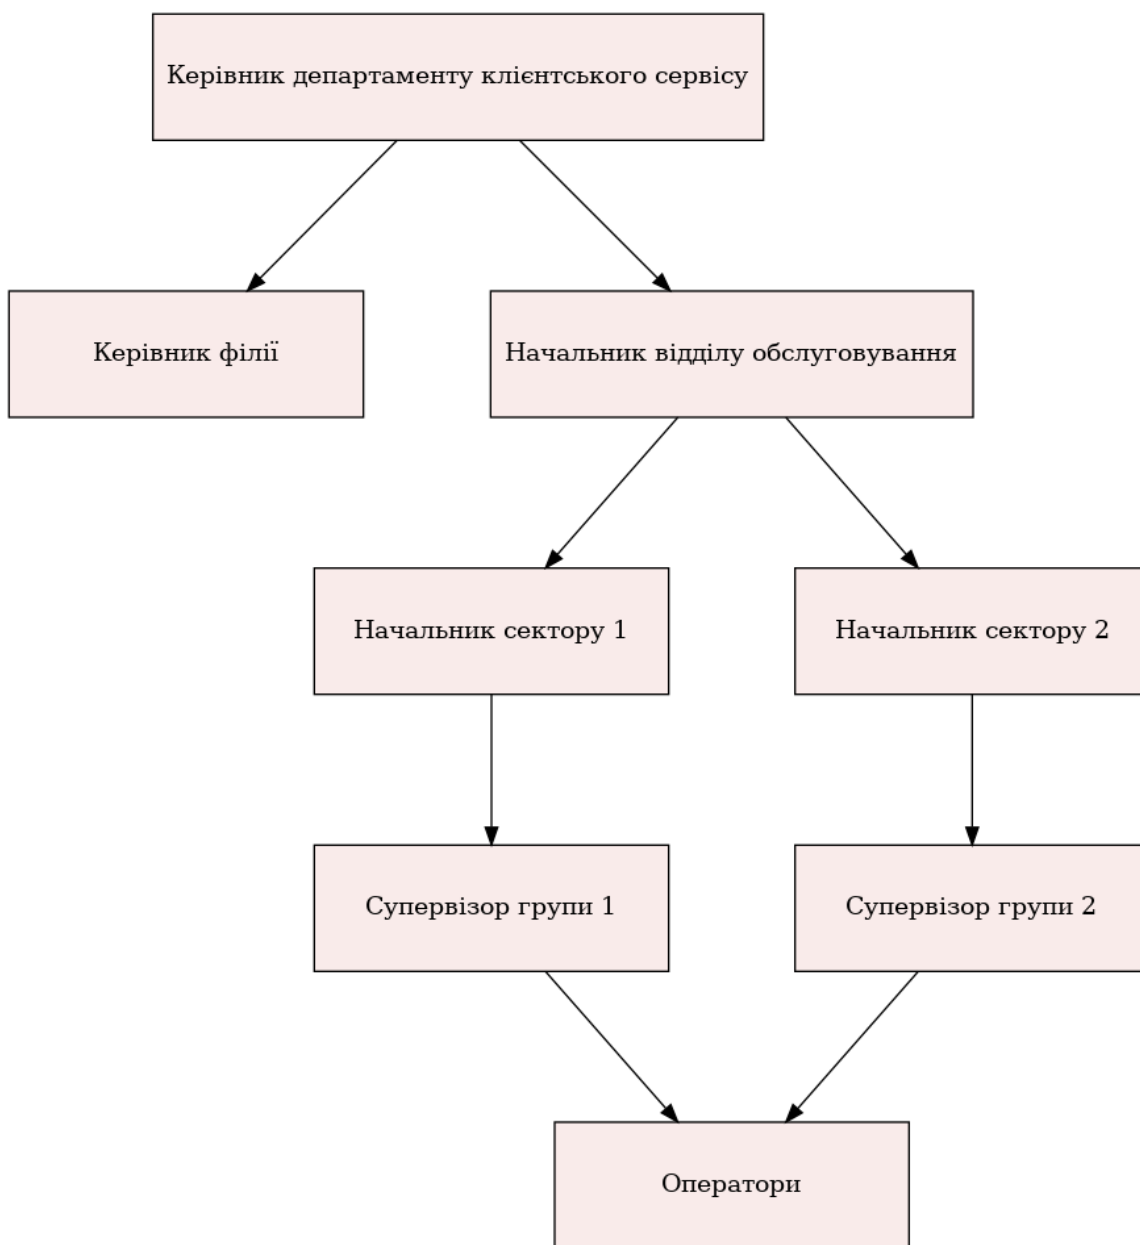 Керівник департаменту клієнтського сервісу
Керівник філії
Начальник відділу обслуговування
Начальник сектору 1
Начальник сектору 2
Супервізор групи 1
Супервізор групи 2
Оператори